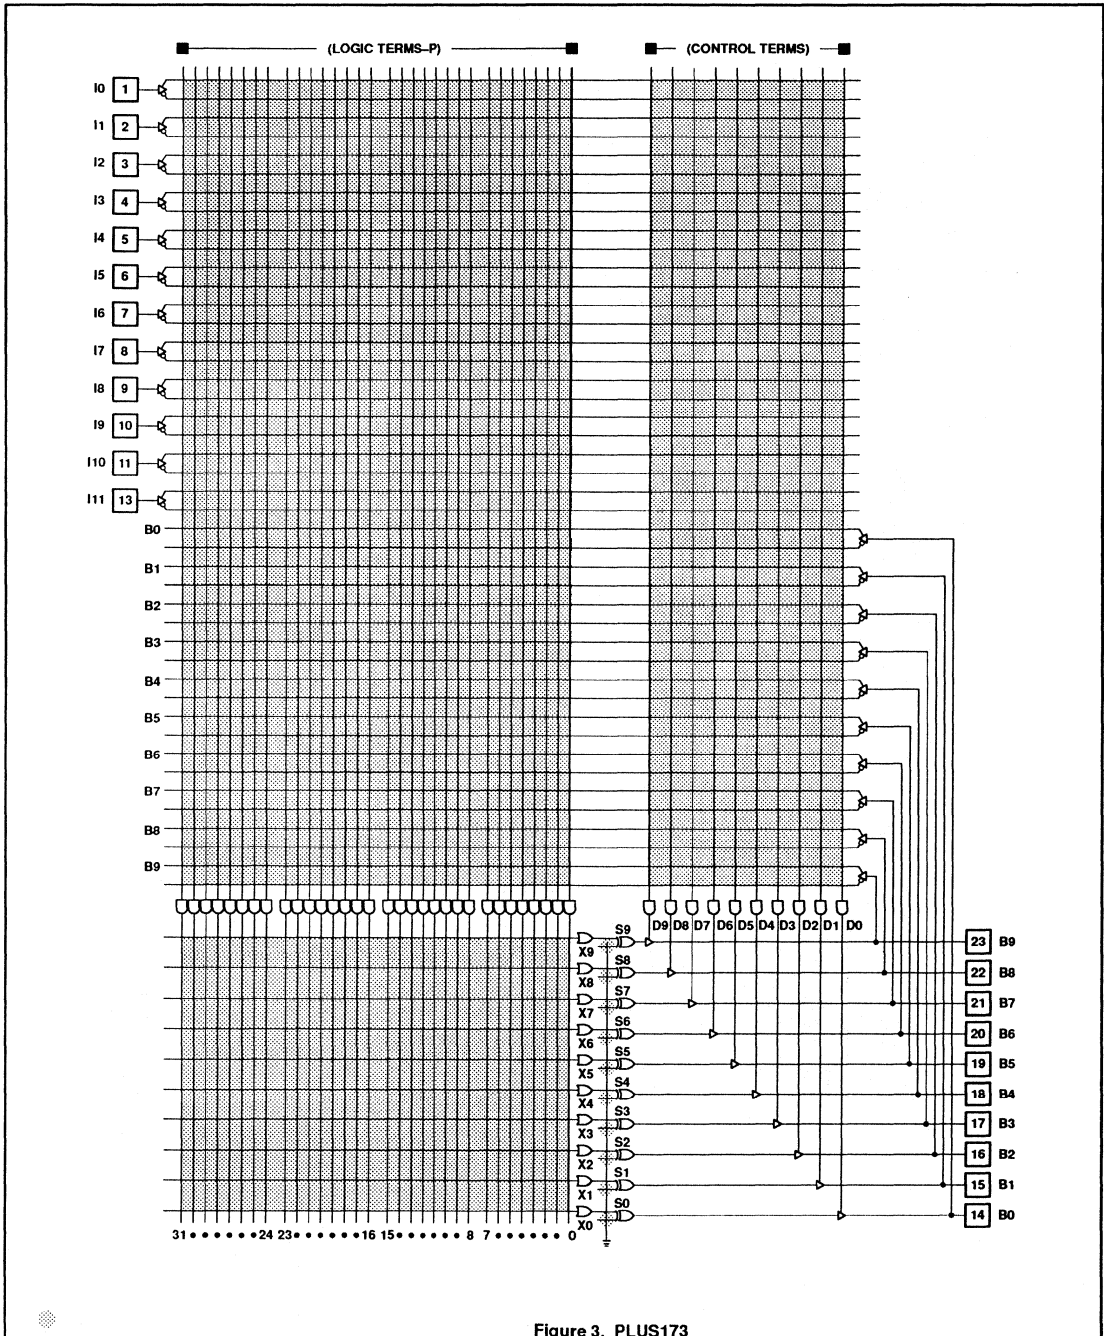 (LOGIC TERMS–P) (CONTROL TERMS)
I0 1
I1 2
I2 3
I3 4
I4 5
I5 6
I6 7
I7 8
I8 9
I9 10
I10 11
I11 13
B0
B1
B2
B3
B4
B5
B6
B7
B8
B9
D9 D8 D7 D6 D5 D4 D3 D2 D1 D0
S9 X9 23 B9
S8 X8 22 B8
S7 X7 21 B7
S6 X6 20 B6
S5 X5 19 B5
S4 X4 18 B4
S3 X3 17 B3
S2 X2 16 B2
S1 X1 15 B1
S0 X0 14 B0
31 • • • • • • 24 23 • • • • • • 16 15 • • • • • • 8 7 • • • • • • 0
Figure 3. PLUS173